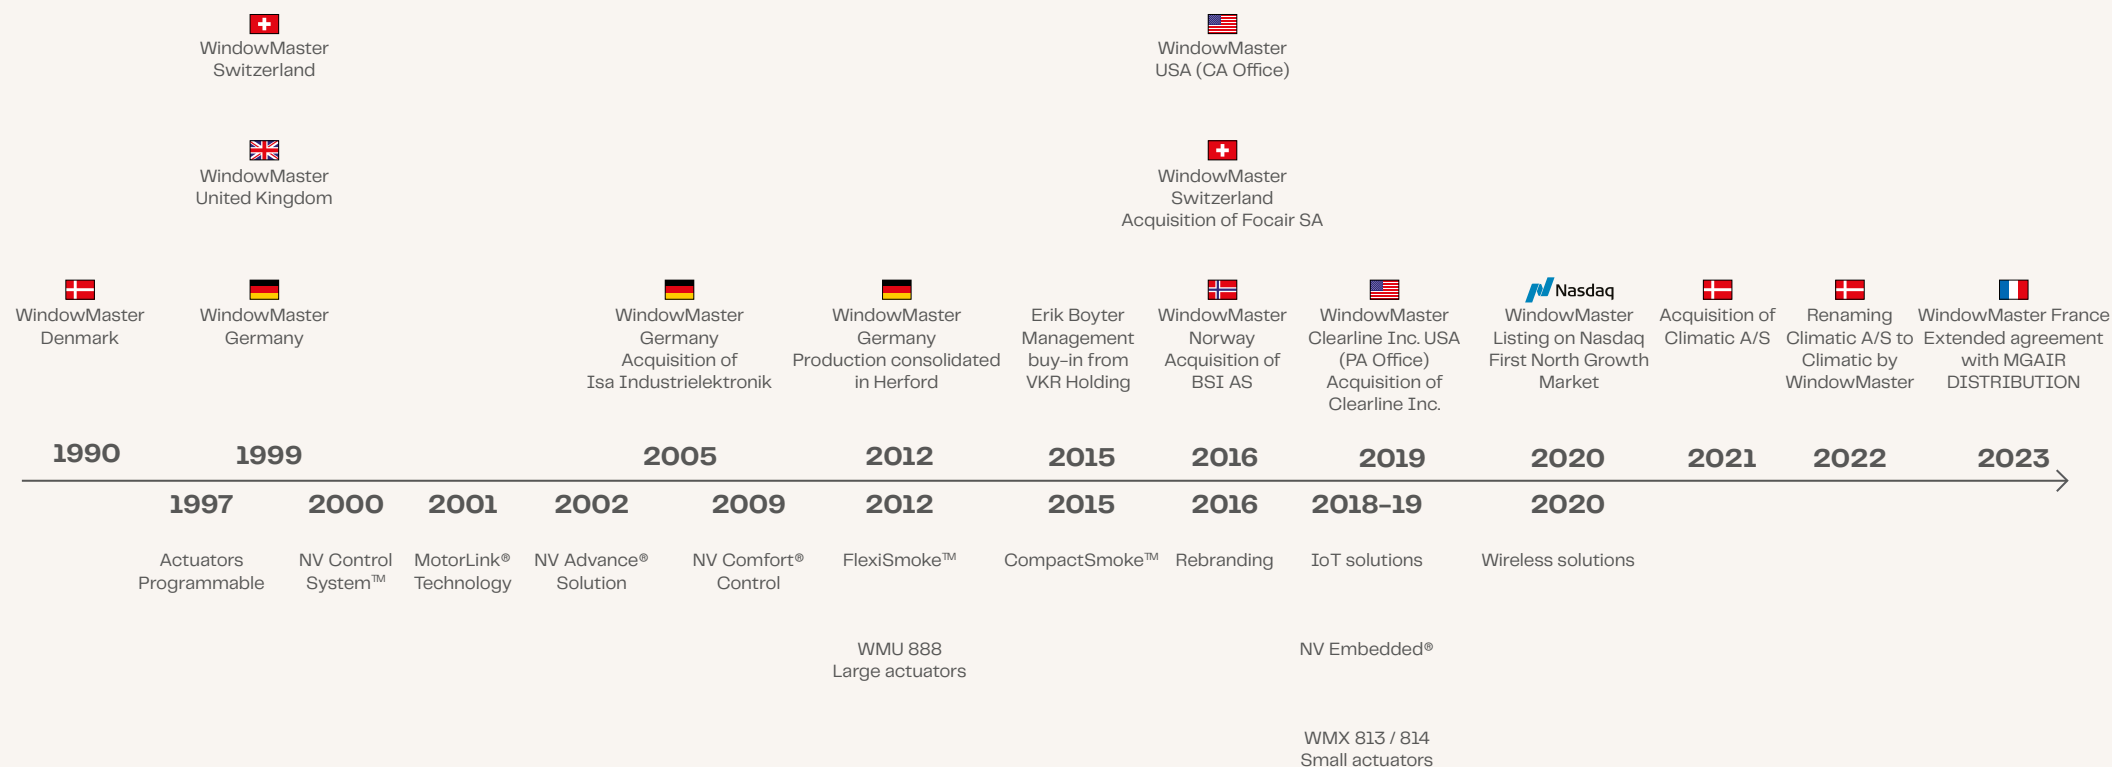 WindowMaster
Switzerland
WindowMaster
United Kingdom
WindowMaster
USA (CA Office)
WindowMaster
Switzerland
Acquisition of Focair SA
WindowMaster
Denmark
WindowMaster
Germany
WindowMaster
Germany
Acquisition of
Isa Industrielektronik
WindowMaster
Germany
Production consolidated
in Herford
Erik Boyter
Management
buy-in from
VKR Holding
WindowMaster
Norway
Acquisition of
BSI AS
WindowMaster
Clearline Inc. USA
(PA Office)
Acquisition of
Clearline Inc.
Nasdaq
WindowMaster
Listing on Nasdaq
First North Growth
Market
Acquisition of
Climatic A/S
Renaming
Climatic A/S to
Climatic by
WindowMaster
WindowMaster France
Extended agreement
with MGAIR
DISTRIBUTION
1990
1999
2005
2012
2015
2016
2019
2020
2021
2022
2023
1997
2000
2001
2002
2009
2012
2015
2016
2018-19
2020
Actuators
Programmable
NV Control
System™
MotorLink®
Technology
NV Advance®
Solution
NV Comfort®
Control
FlexiSmoke™
WMU 888
Large actuators
CompactSmoke™
Rebranding
IoT solutions
NV Embedded®
WMX 813 / 814
Small actuators
Wireless solutions